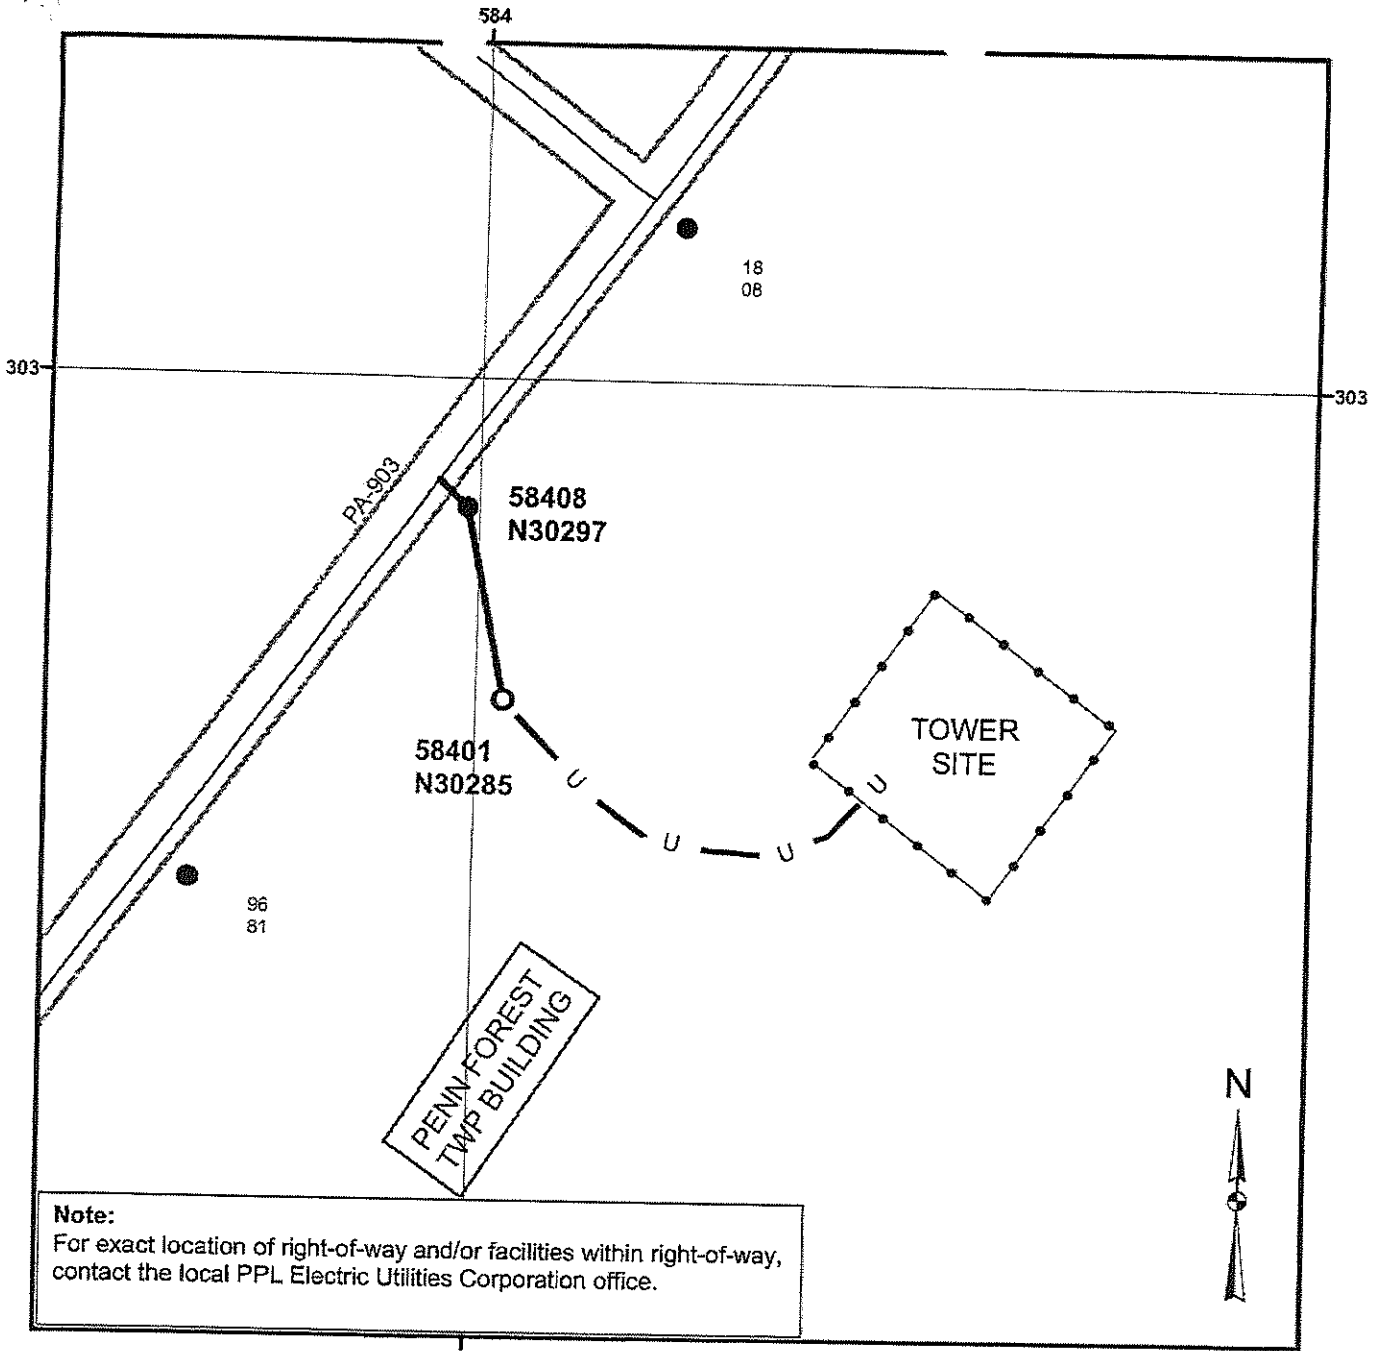 584
18
08
303
303
PA-903
58408
N30297
TOWER
SITE
58401
N30285
U
U
U
U
96
81
PENN FOREST
TWP BUILDING
N
Note:
For exact location of right-of-way and/or facilities within right-of-way,
contact the local PPL Electric Utilities Corporation office.